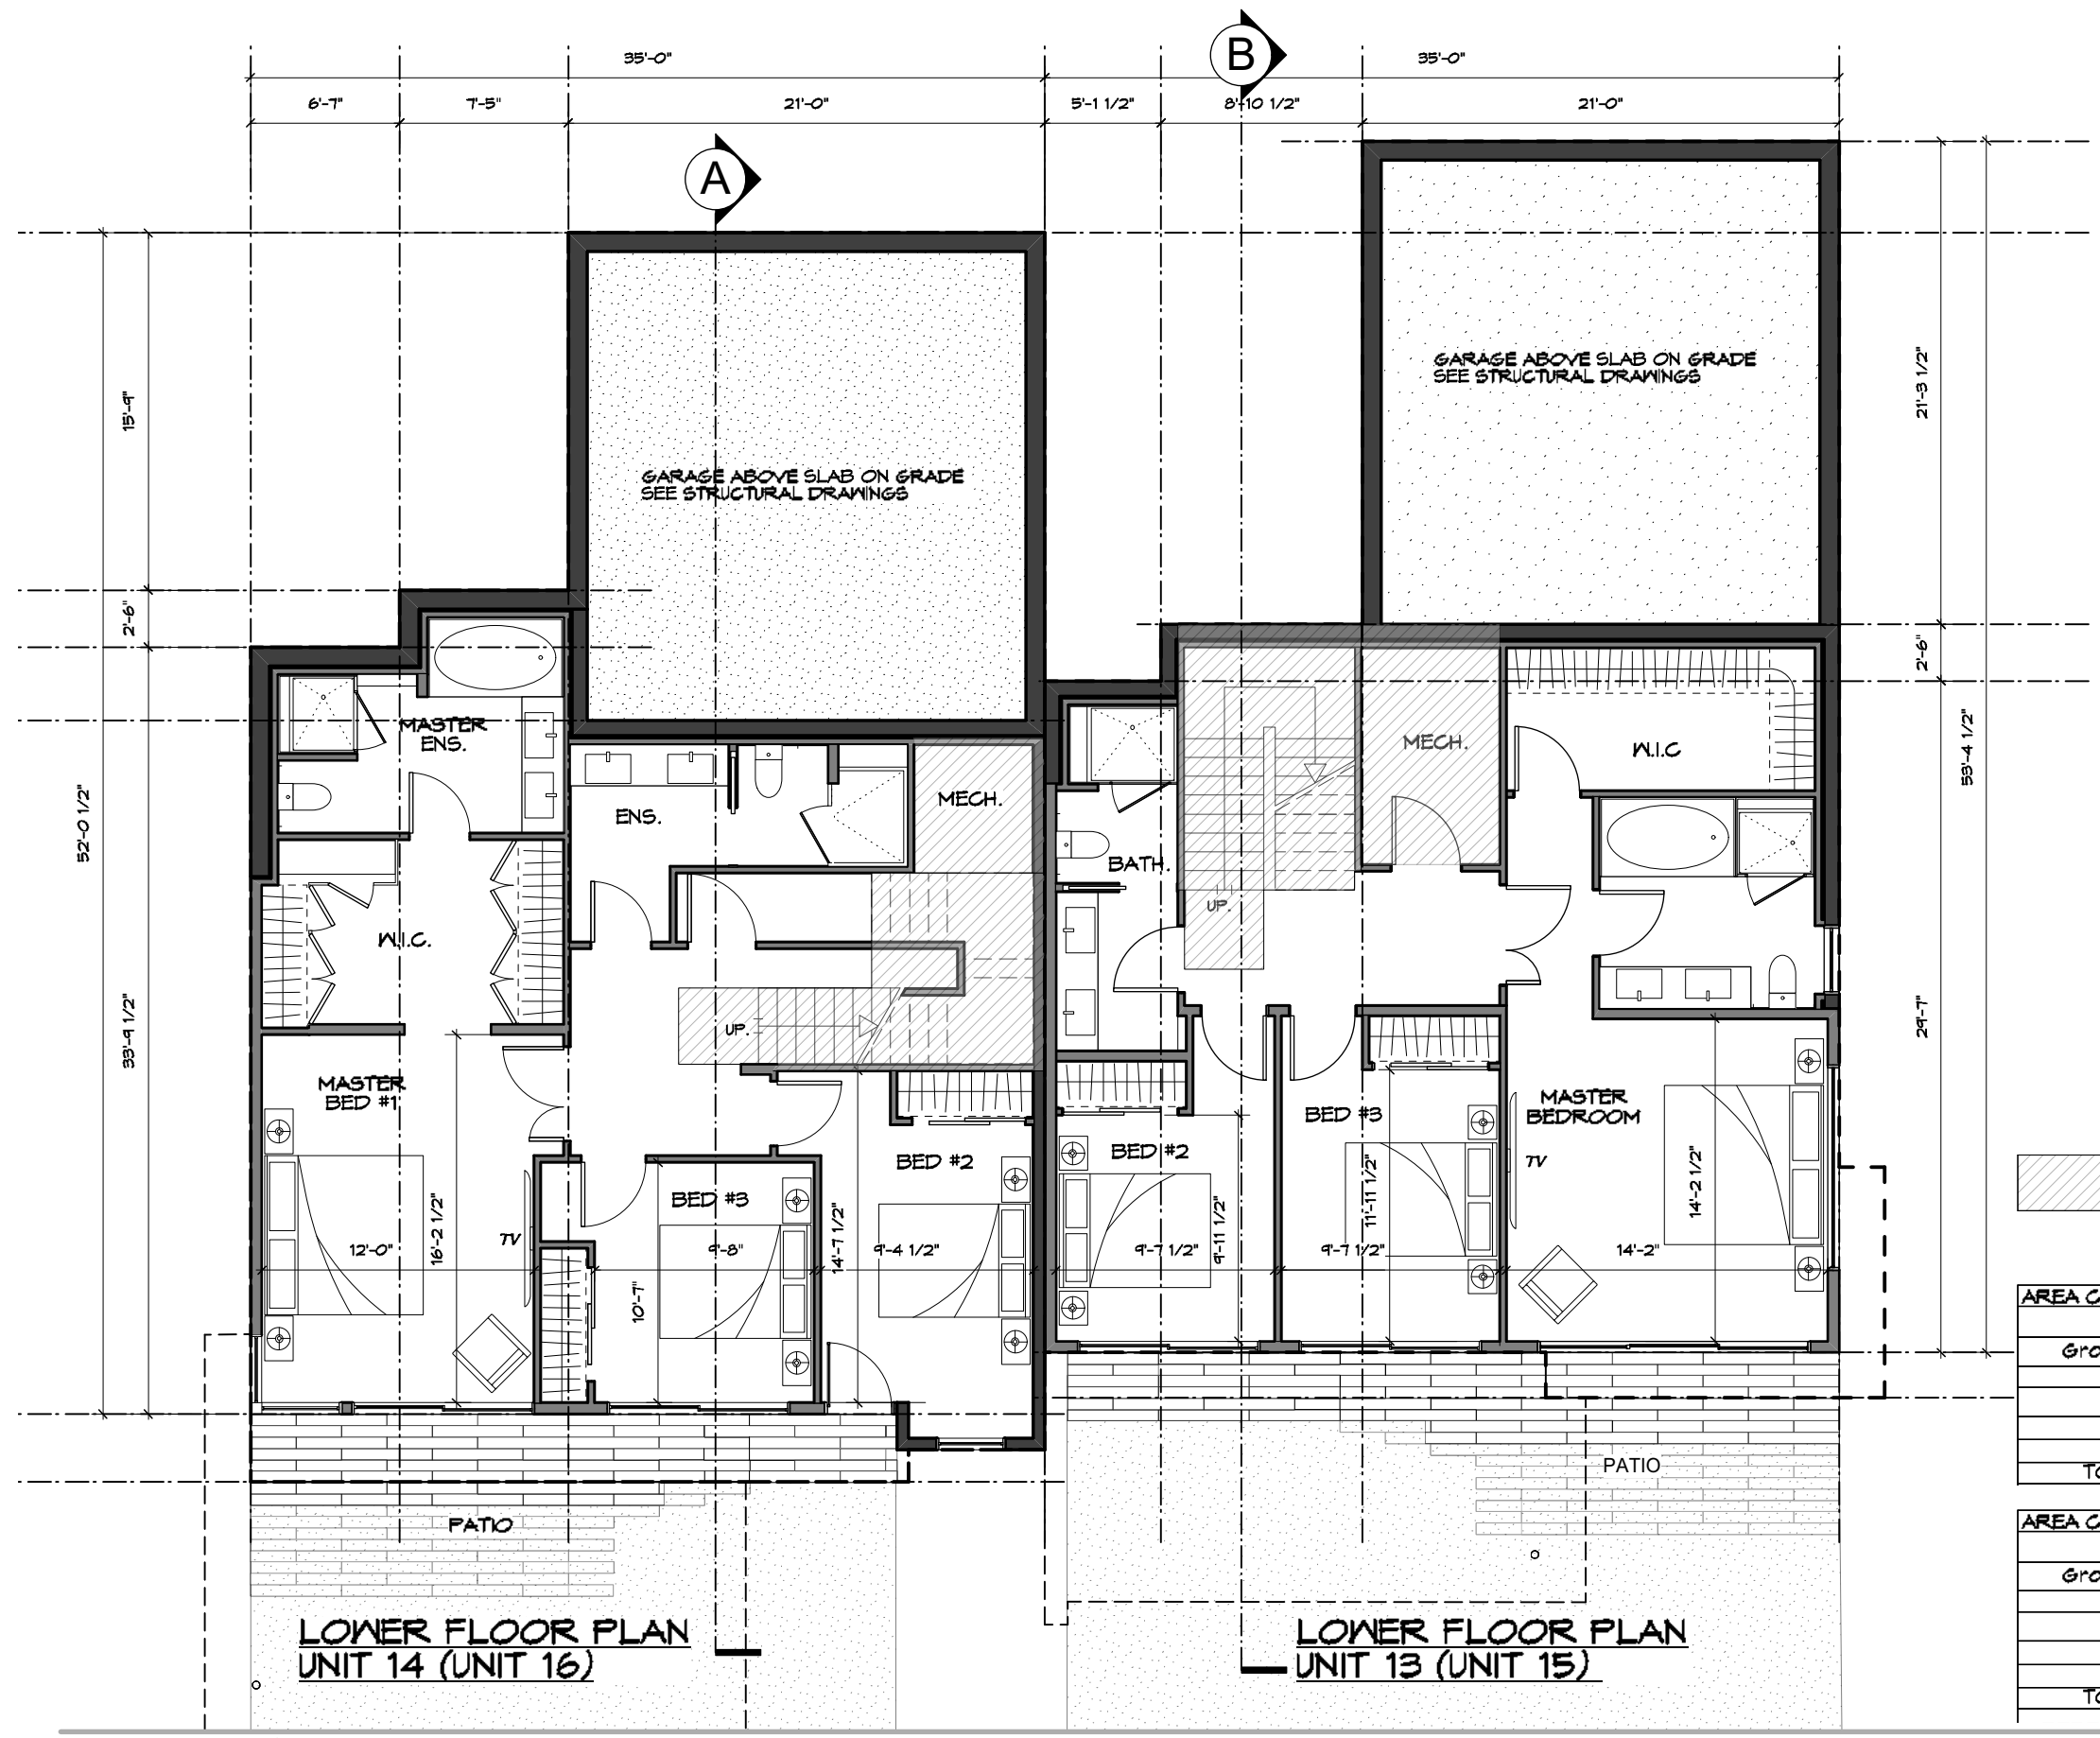 B
35'-0"
35'-0"
6'-7"
7'-5"
21'-0"
5'-1 1/2"
8'-10 1/2"
21'-0"
A
GARAGE ABOVE SLAB ON GRADE
SEE STRUCTURAL DRAWINGS
GARAGE ABOVE SLAB ON GRADE
SEE STRUCTURAL DRAWINGS
15'-9"
2'-6"
52'-0 1/2"
33'-9 1/2"
21'-3 1/2"
2'-6"
53'-4 1/2"
29'-7"
MASTER
ENS.
ENS.
MECH.
W.I.C.
UP.
MASTER
BED #1
BED #3
BED #2
TV
12'-0"
16'-2 1/2"
9'-8"
10'-7"
14'-7 1/2"
9'-4 1/2"
PATIO
MECH.
W.I.C
BATH.
UP.
BED #2
BED #3
MASTER
BEDROOM
TV
9'-7 1/2"
9'-11 1/2"
9'-7 1/2"
11'-11 1/2"
14'-2"
14'-2 1/2"
PATIO
LOWER FLOOR PLAN
UNIT 14 (UNIT 16)
LOWER FLOOR PLAN
UNIT 13 (UNIT 15)
AREA C
Gro
To
AREA C
Gro
To